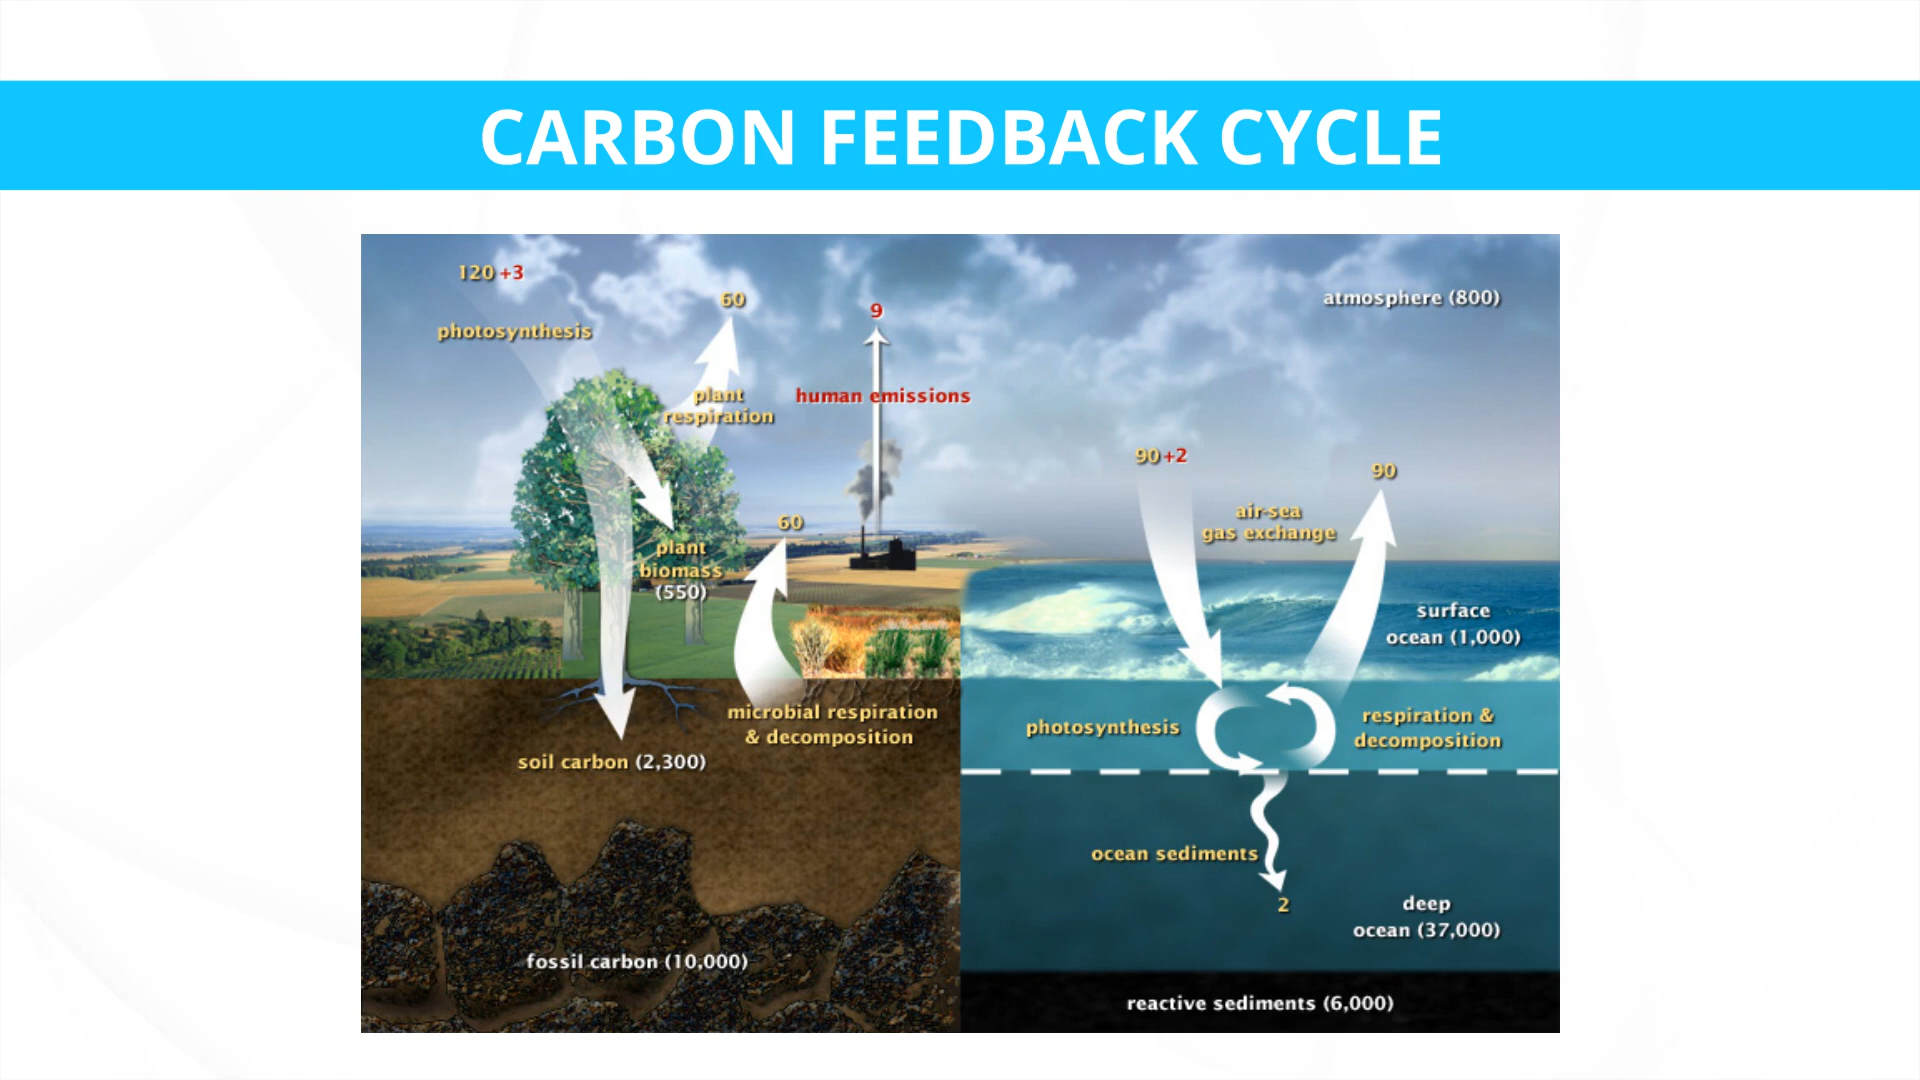 CARBON FEEDBACK CYCLE
120 +3
photosynthesis
60
plant
respiration
9
human emissions
atmosphere (800)
90 +2
90
air-sea
gas exchange
60
plant
biomass
(550)
surface
ocean (1,000)
microbial respiration
& decomposition
soil carbon (2,300)
photosynthesis
respiration &
decomposition
ocean sediments
2
deep
ocean (37,000)
fossil carbon (10,000)
reactive sediments (6,000)